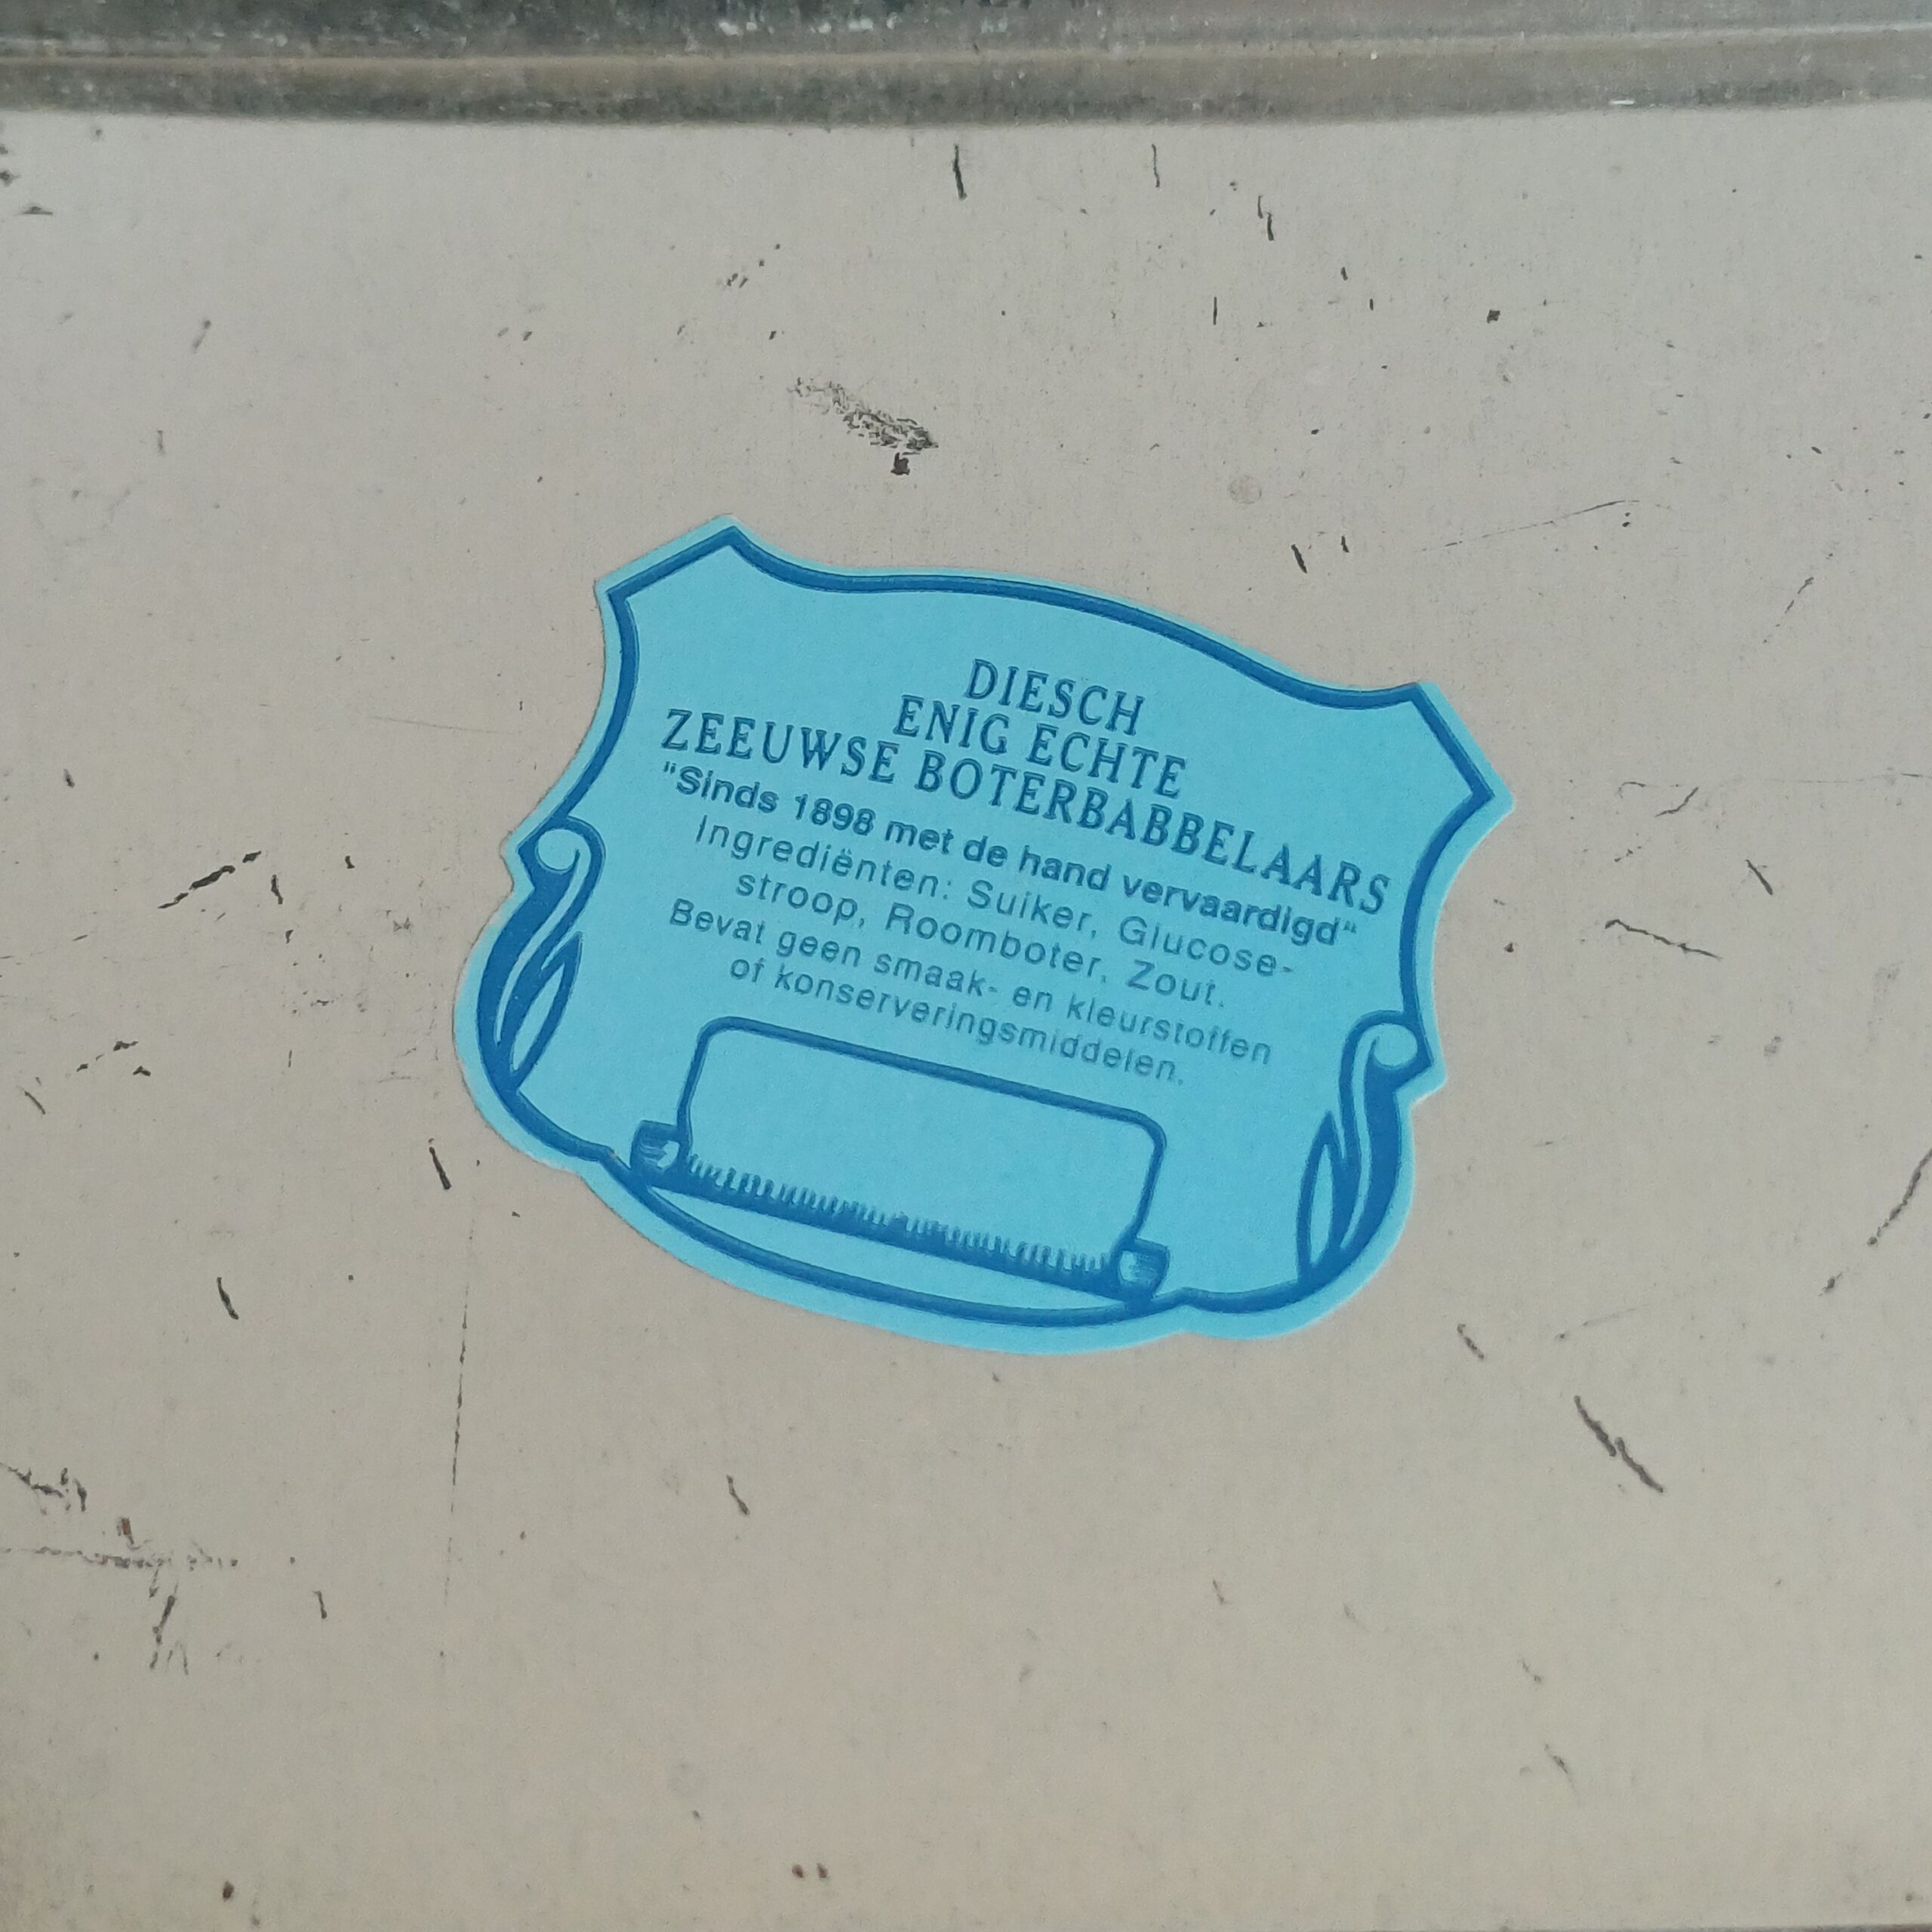 DIESCH
ENIG ECHTE
ZEEUWSE BOTERBABBELAARS
"Sinds 1898 met de hand vervaardigd"
Ingrediënten: Suiker, Glucose-
stroop, Roomboter, Zout.
Bevat geen smaak- en kleurstoffen
of konserveringsmiddelen.